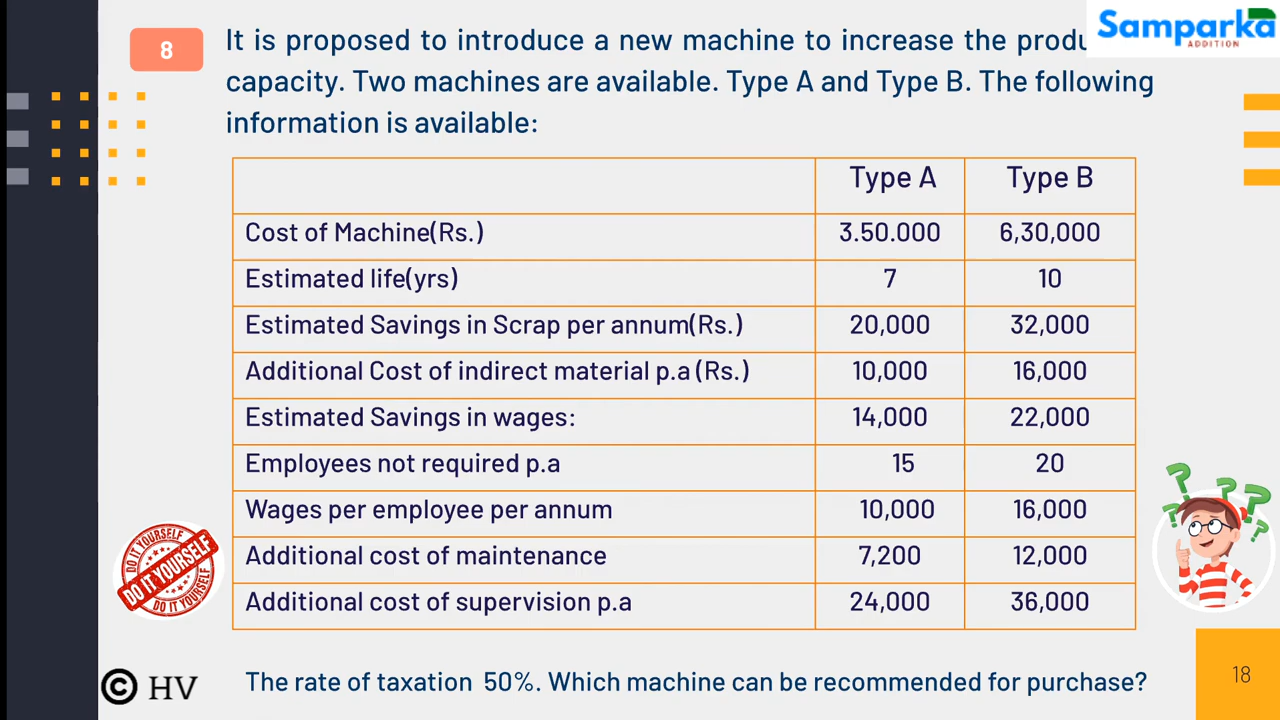 Samparka
ADDITION
8
It is proposed to introduce a new machine to increase the
capacity. Two machines are available. Type A and Type B. The following
information is available:
Type A Type B
Cost of Machine(Rs.) 3.50.000 6,30,000
Estimated life(yrs) 7 10
Estimated Savings in Scrap per annum(Rs.) 20,000 32,000
Additional Cost of indirect material p.a (Rs.) 10,000 16,000
Estimated Savings in wages: 14,000 22,000
Employees not required p.a 15 20
Wages per employee per annum 10,000 16,000
Additional cost of maintenance 7,200 12,000
Additional cost of supervision p.a 24,000 36,000
DO IT YOURSELF
DO IT YOURSELF
DO IT YOURSELF
© HV
The rate of taxation 50%. Which machine can be recommended for purchase?
18